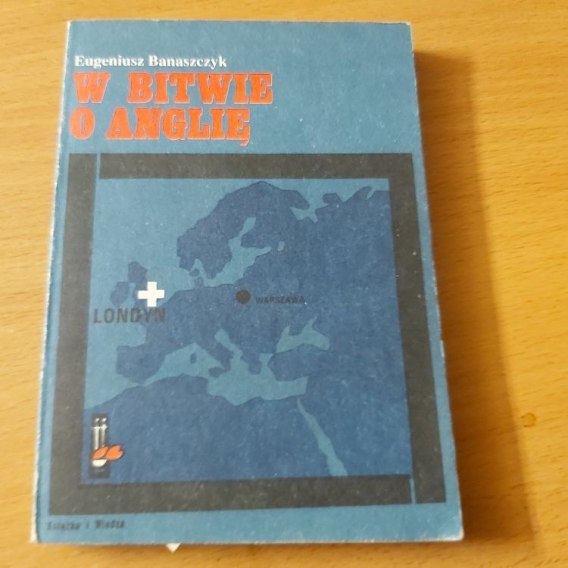 Eugeniusz Banaszczyk
W BITWIE
O ANGLIĘ
LONDYN
WARSZAWA
Książka i Wiedza